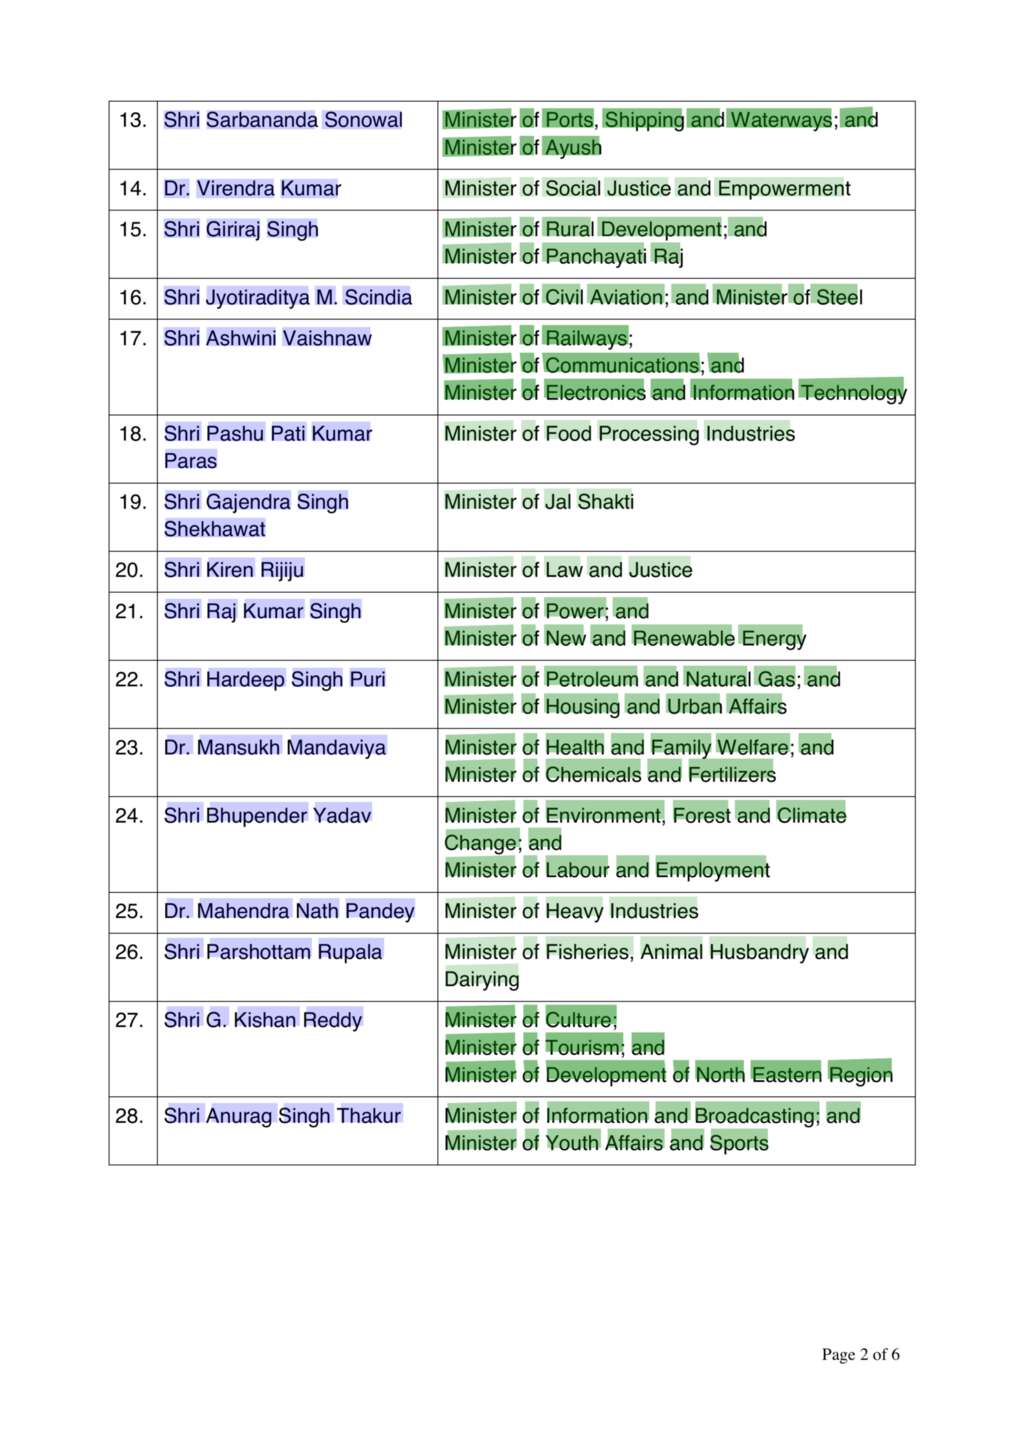 13. Shri Sarbananda Sonowal Minister of Ports, Shipping and Waterways; and
Minister of Ayush
14. Dr. Virendra Kumar Minister of Social Justice and Empowerment
15. Shri Giriraj Singh Minister of Rural Development; and
Minister of Panchayati Raj
16. Shri Jyotiraditya M. Scindia Minister of Civil Aviation; and Minister of Steel
17. Shri Ashwini Vaishnaw Minister of Railways;
Minister of Communications; and
Minister of Electronics and Information Technology
18. Shri Pashu Pati Kumar Minister of Food Processing Industries
Paras
19. Shri Gajendra Singh Minister of Jal Shakti
Shekhawat
20. Shri Kiren Rijiju Minister of Law and Justice
21. Shri Raj Kumar Singh Minister of Power; and
Minister of New and Renewable Energy
22. Shri Hardeep Singh Puri Minister of Petroleum and Natural Gas; and
Minister of Housing and Urban Affairs
23. Dr. Mansukh Mandaviya Minister of Health and Family Welfare; and
Minister of Chemicals and Fertilizers
24. Shri Bhupender Yadav Minister of Environment, Forest and Climate
Change; and
Minister of Labour and Employment
25. Dr. Mahendra Nath Pandey Minister of Heavy Industries
26. Shri Parshottam Rupala Minister of Fisheries, Animal Husbandry and
Dairying
27. Shri G. Kishan Reddy Minister of Culture;
Minister of Tourism; and
Minister of Development of North Eastern Region
28. Shri Anurag Singh Thakur Minister of Information and Broadcasting; and
Minister of Youth Affairs and Sports
Page 2 of 6